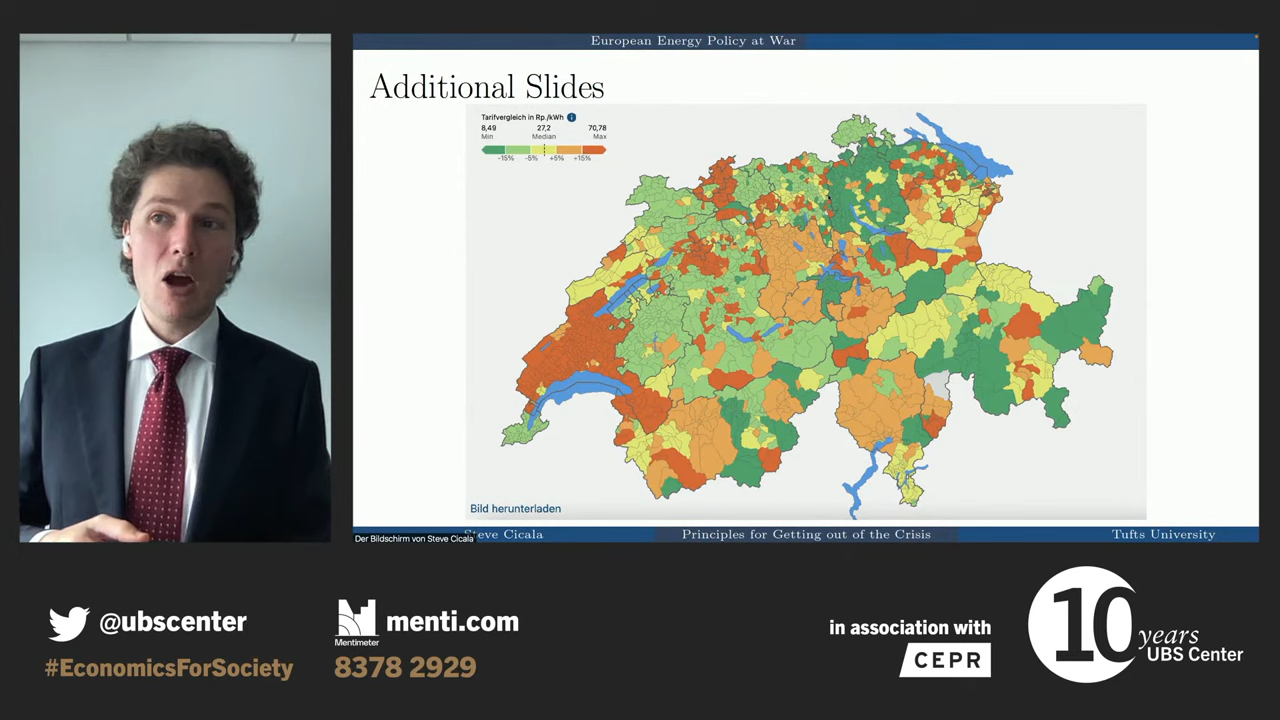 European Energy Policy at War
Additional Slides
Tarifvergleich in Rp./kWh i
8,49 27,2 70,78
Min Median Max
-15% -5% +5% +15%
Bild herunterladen
Der Bildschirm von Steve Cicala
Steve Cicala Principles for Getting out of the Crisis Tufts University
@ubscenter
#EconomicsForSociety
Mentimeter
menti.com
8378 2929
in association with
CEPR
10 years
UBS Center